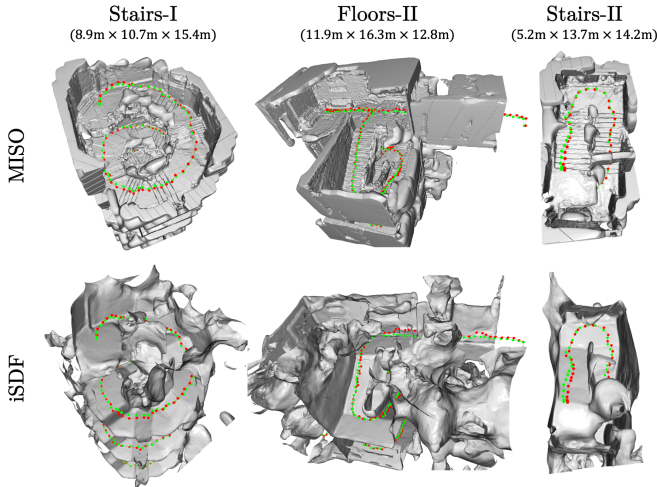 Stairs-I
(8.9m × 10.7m × 15.4m)
Floors-II
(11.9m × 16.3m × 12.8m)
Stairs-II
(5.2m × 13.7m × 14.2m)
MISO
iSDF